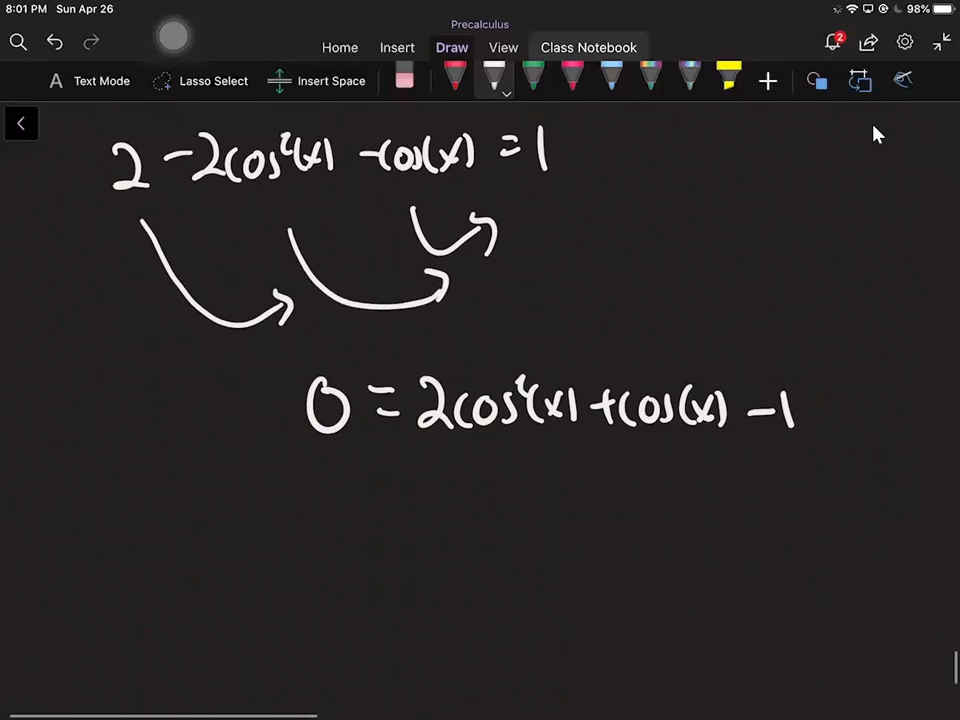 8:01 PM Sun Apr 26
98%
Precalculus
Home Insert Draw View Class Notebook
2
A Text Mode Lasso Select Insert Space
2 - 2cos²(x) - cos(x) = 1
0 = 2cos²(x) + cos(x) - 1